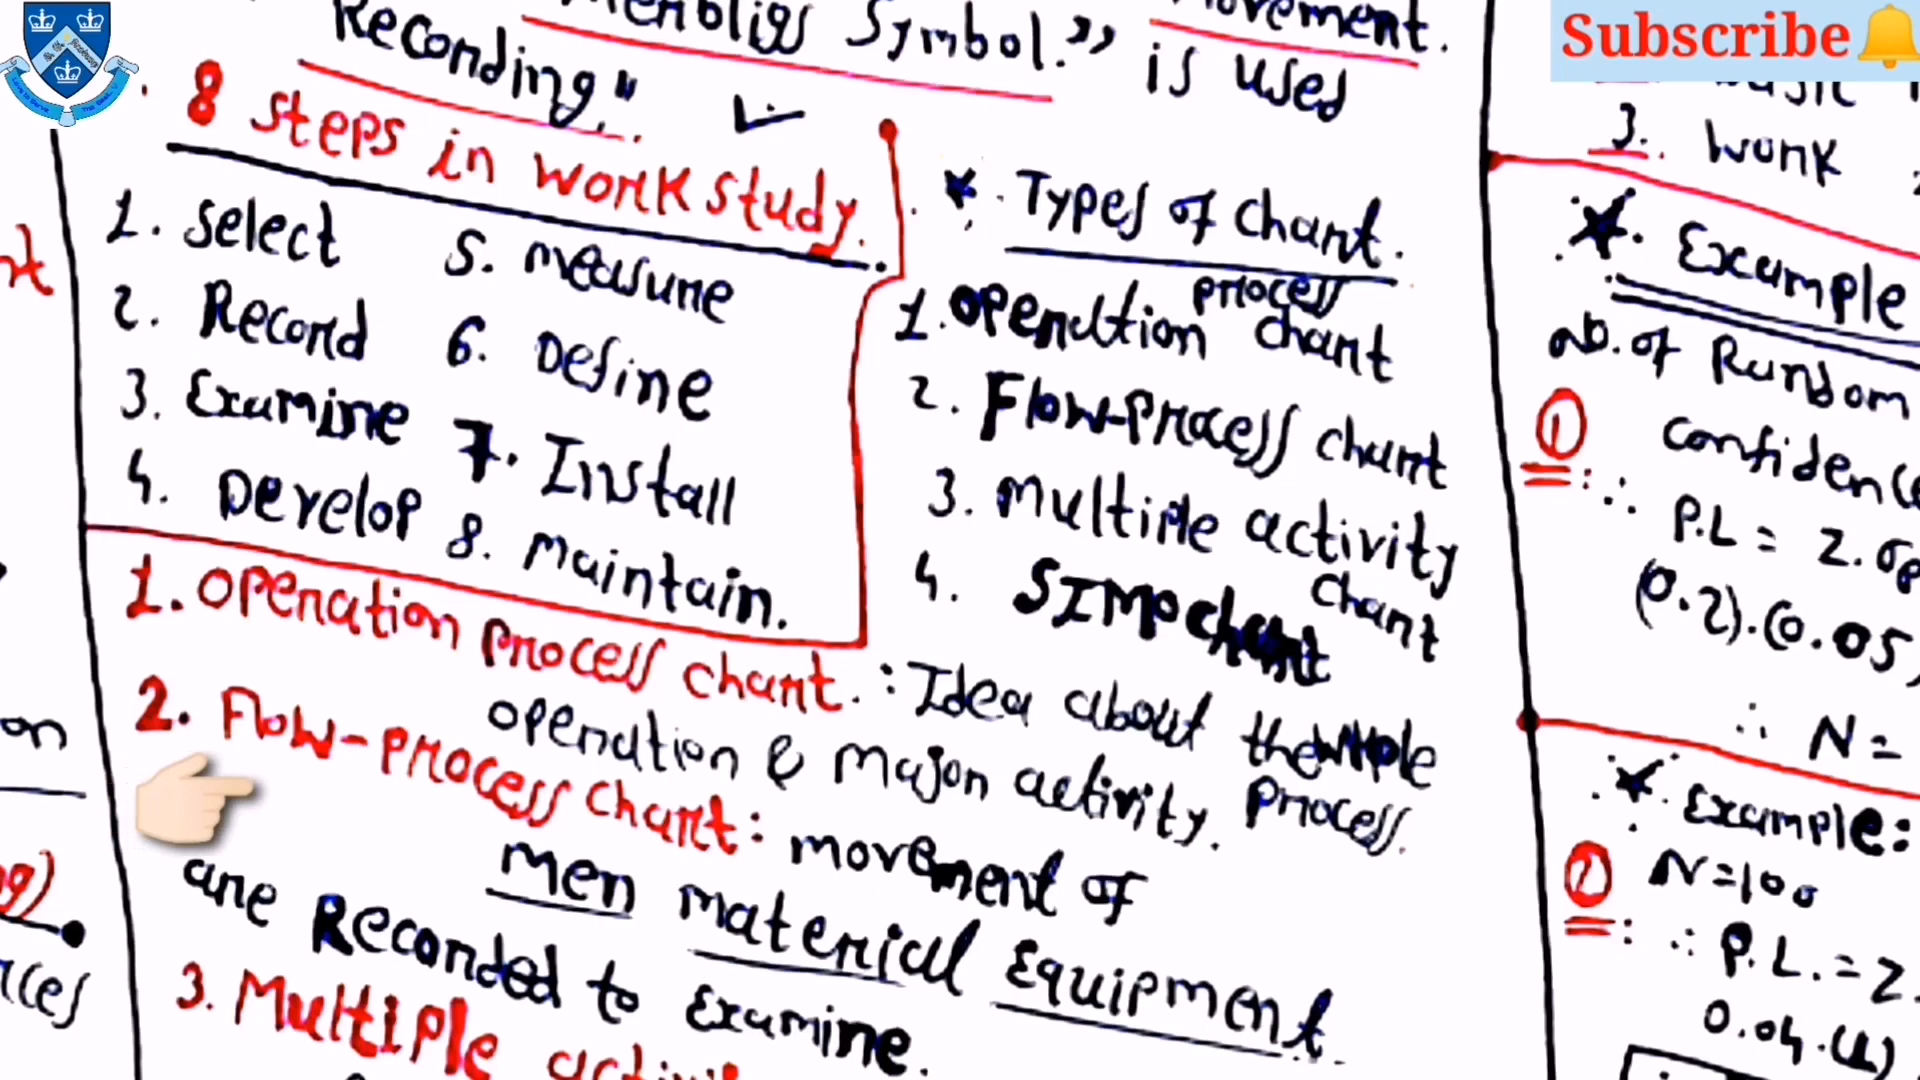 Subscribe
Symbol.”
Recording”
is used
8 steps in work study.
1. Select
2. Record
3. Examine
4. Develop
5. measure
6. Define
7. Install
8. Maintain.
* Types of Chart.
1. Operation process chart
2. Flow-Process chart
3. Multiple activity chart
4. SIMO chart
1. Operation process chart. : Idea about the whole process.
operation & Major activity.
2. Flow-process chart: movement of
men material Equipment
are Recorded to Examine.
3. Multiple
3. Work
* Example
no. of Random
① Confidence
∴ P.L = Z.σp
(0.2).(0.05
∴ N =
* Example:
② N=100
∴ P.L. = Z.
on